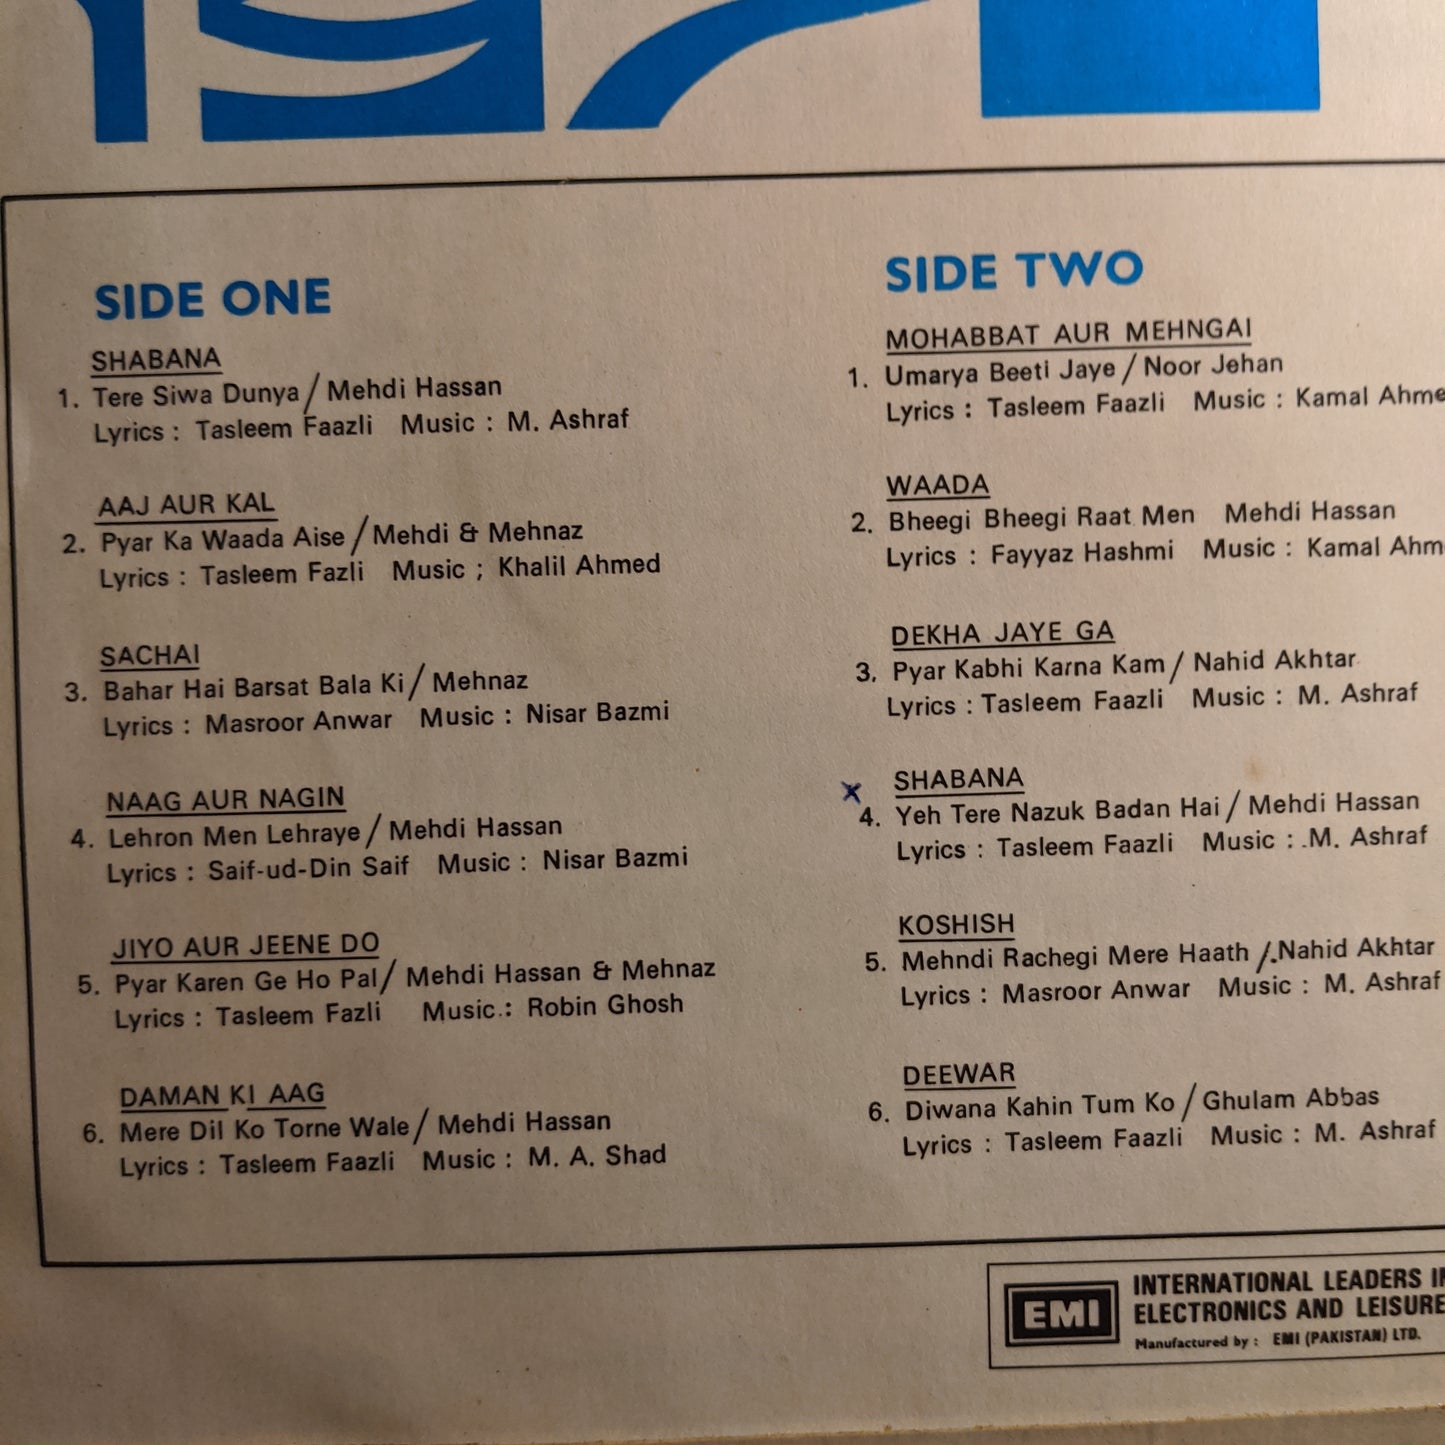 SIDE ONE
SHABANA
1. Tere Siwa Dunya / Mehdi Hassan
Lyrics : Tasleem Faazli Music : M. Ashraf
AAJ AUR KAL
2. Pyar Ka Waada Aise / Mehdi & Mehnaz
Lyrics : Tasleem Fazli Music ; Khalil Ahmed
SACHAI
3. Bahar Hai Barsat Bala Ki / Mehnaz
Lyrics : Masroor Anwar Music : Nisar Bazmi
NAAG AUR NAGIN
4. Lehron Men Lehraye / Mehdi Hassan
Lyrics : Saif-ud-Din Saif Music : Nisar Bazmi
JIYO AUR JEENE DO
5. Pyar Karen Ge Ho Pal / Mehdi Hassan & Mehnaz
Lyrics : Tasleem Fazli Music.: Robin Ghosh
DAMAN KI AAG
6. Mere Dil Ko Torne Wale / Mehdi Hassan
Lyrics : Tasleem Faazli Music : M. A. Shad
SIDE TWO
MOHABBAT AUR MEHNGAI
1. Umarya Beeti Jaye / Noor Jehan
Lyrics : Tasleem Faazli Music : Kamal Ahme
WAADA
2. Bheegi Bheegi Raat Men Mehdi Hassan
Lyrics : Fayyaz Hashmi Music : Kamal Ahm
DEKHA JAYE GA
3. Pyar Kabhi Karna Kam / Nahid Akhtar
Lyrics : Tasleem Faazli Music : M. Ashraf
x SHABANA
4. Yeh Tere Nazuk Badan Hai / Mehdi Hassan
Lyrics : Tasleem Faazli Music : .M. Ashraf
KOSHISH
5. Mehndi Rachegi Mere Haath /.Nahid Akhtar
Lyrics : Masroor Anwar Music : M. Ashraf
DEEWAR
6. Diwana Kahin Tum Ko / Ghulam Abbas
Lyrics : Tasleem Faazli Music : M. Ashraf
EMI
INTERNATIONAL LEADERS IN
ELECTRONICS AND LEISURE
Manufactured by : EMI (PAKISTAN) LTD.